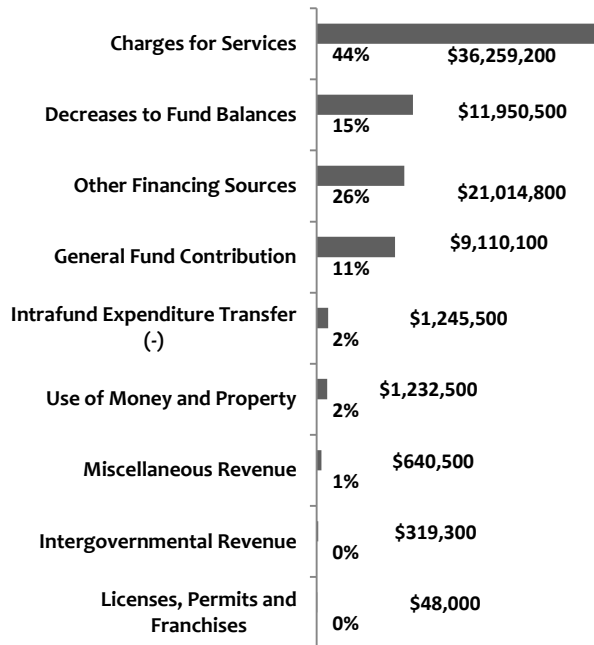 Charges for Services
44% $36,259,200
Decreases to Fund Balances
15% $11,950,500
Other Financing Sources
26% $21,014,800
General Fund Contribution
11% $9,110,100
Intrafund Expenditure Transfer
(-)
2% $1,245,500
Use of Money and Property
2% $1,232,500
Miscellaneous Revenue
1% $640,500
Intergovernmental Revenue
0% $319,300
Licenses, Permits and
Franchises
0% $48,000